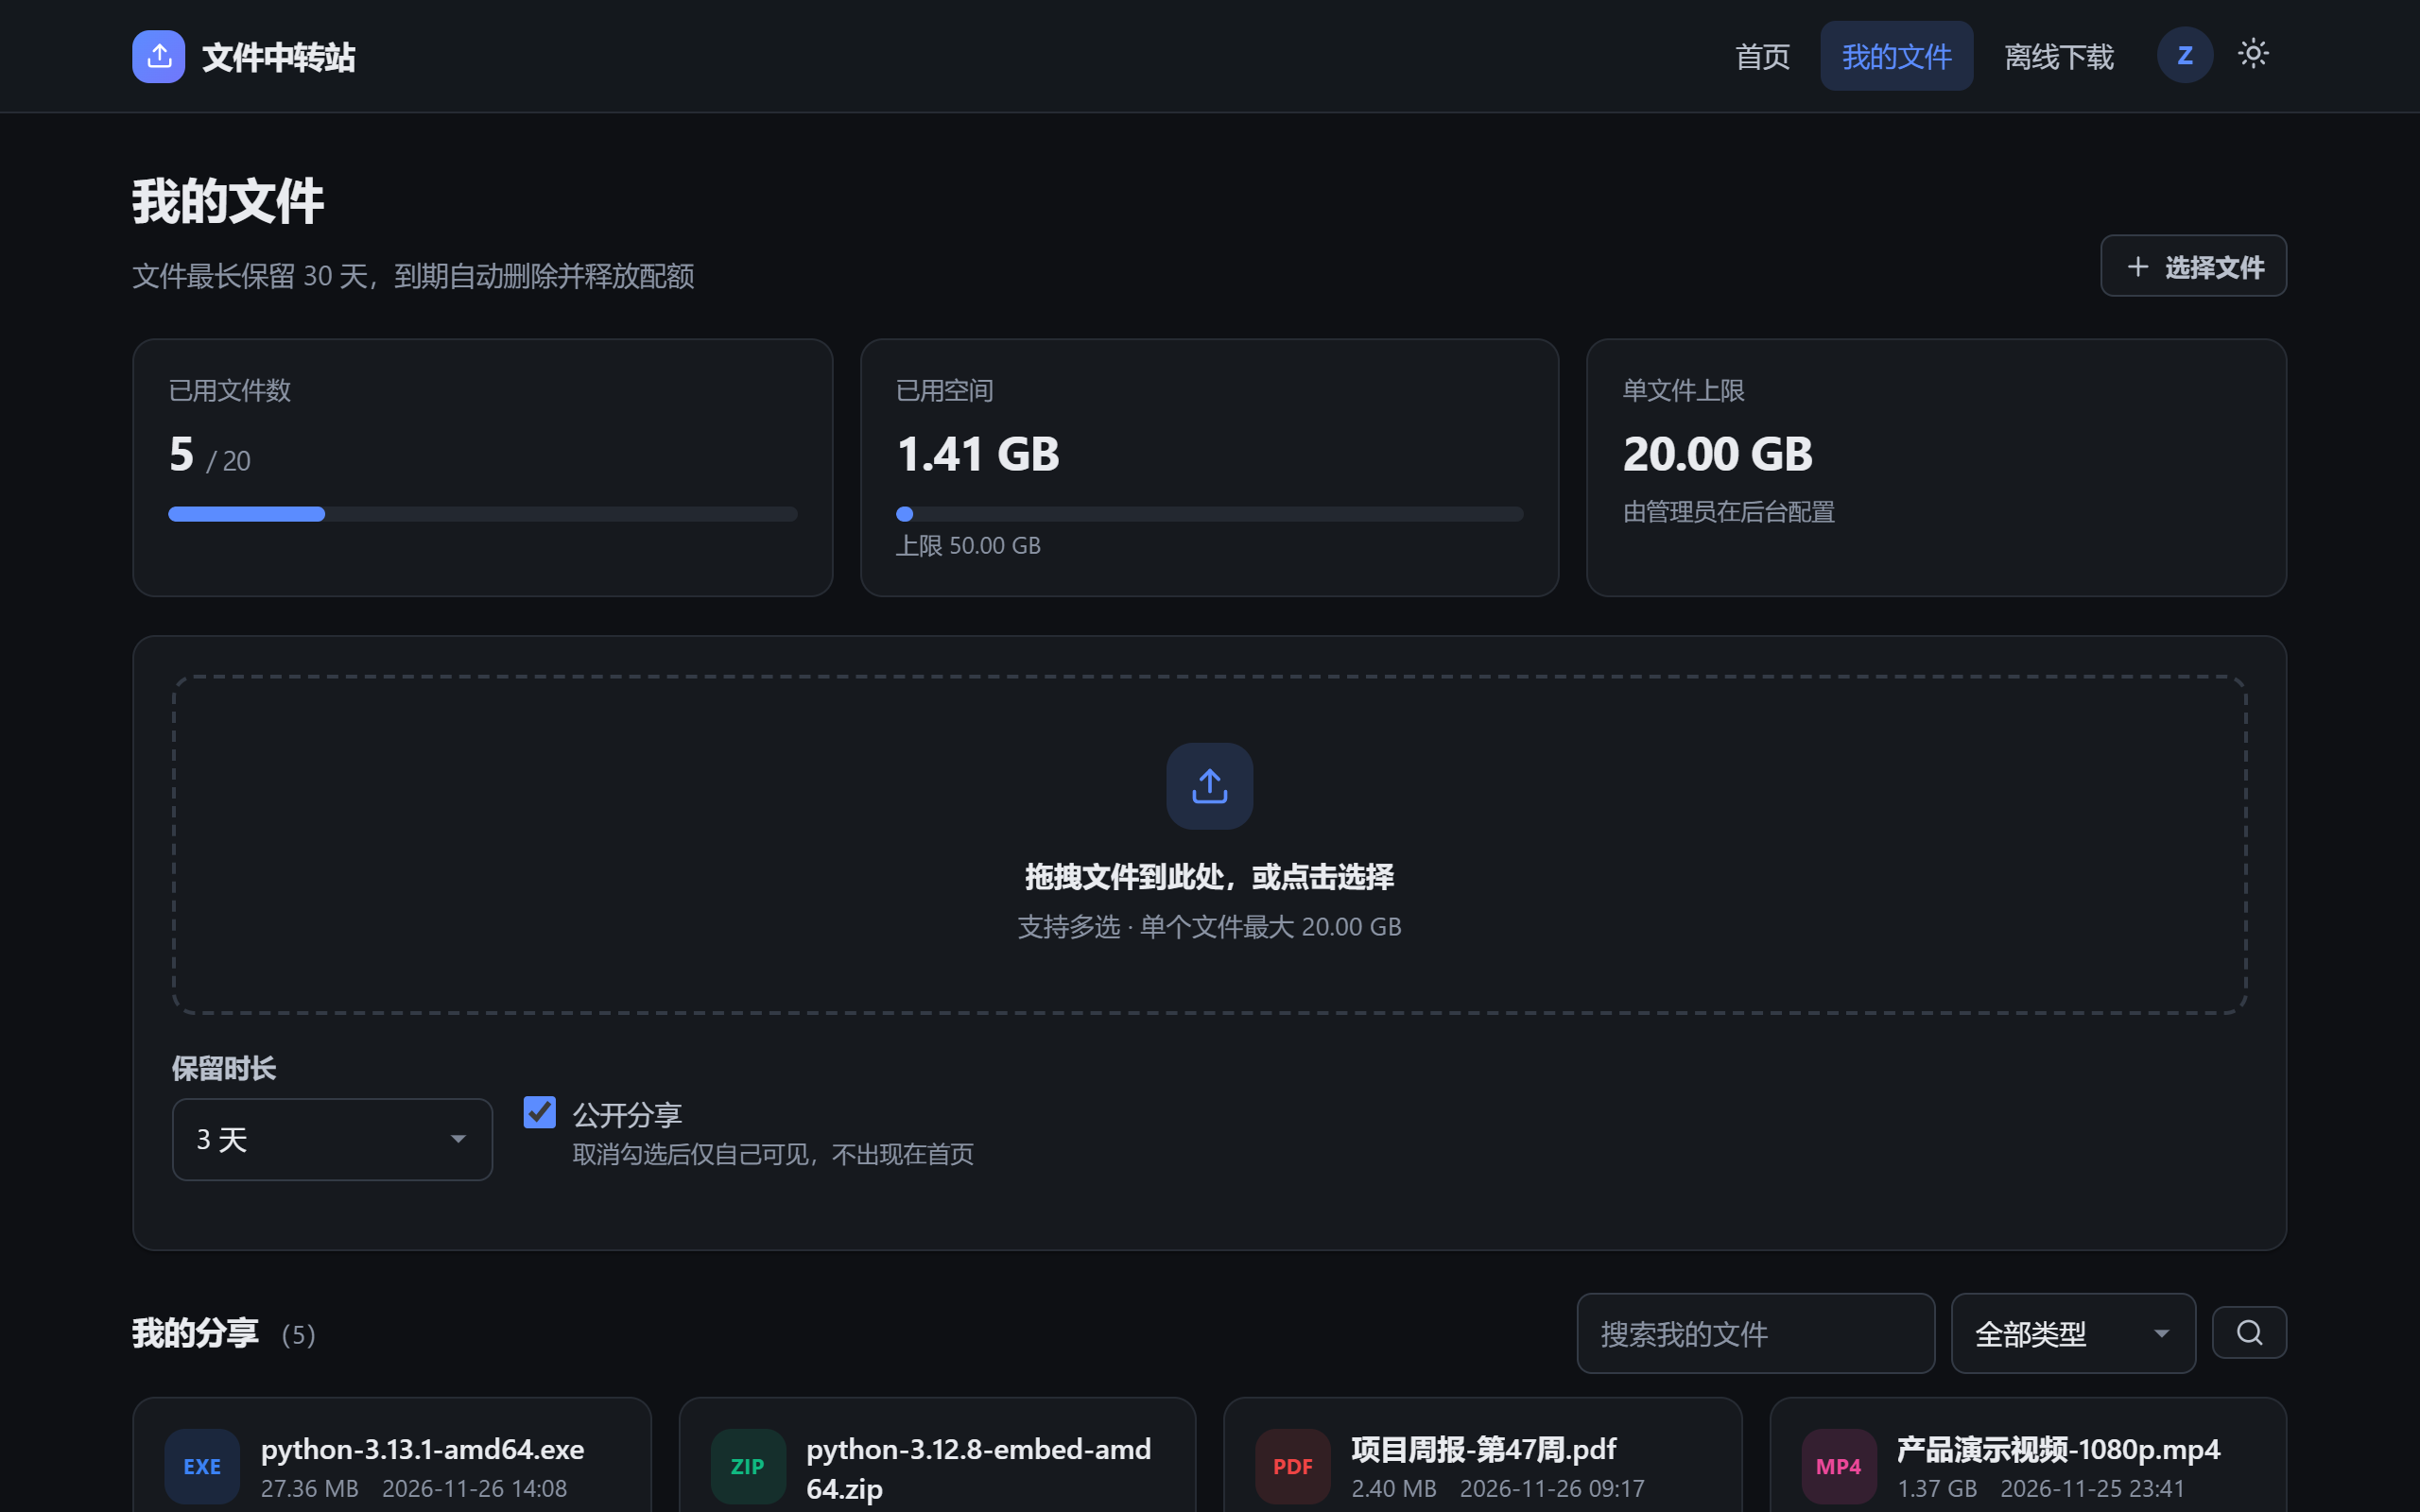 文件中转站
首页 我的文件 离线下载 Z
我的文件
文件最长保留 30 天，到期自动删除并释放配额
选择文件
已用文件数
5 / 20
已用空间
1.41 GB
上限 50.00 GB
单文件上限
20.00 GB
由管理员在后台配置
拖拽文件到此处，或点击选择
支持多选 · 单个文件最大 20.00 GB
保留时长
3 天
公开分享
取消勾选后仅自己可见，不出现在首页
我的分享 (5)
搜索我的文件
全部类型
EXE
python-3.13.1-amd64.exe
27.36 MB 2026-11-26 14:08
ZIP
python-3.12.8-embed-amd
64.zip
PDF
项目周报-第47周.pdf
2.40 MB 2026-11-26 09:17
MP4
产品演示视频-1080p.mp4
1.37 GB 2026-11-25 23:41